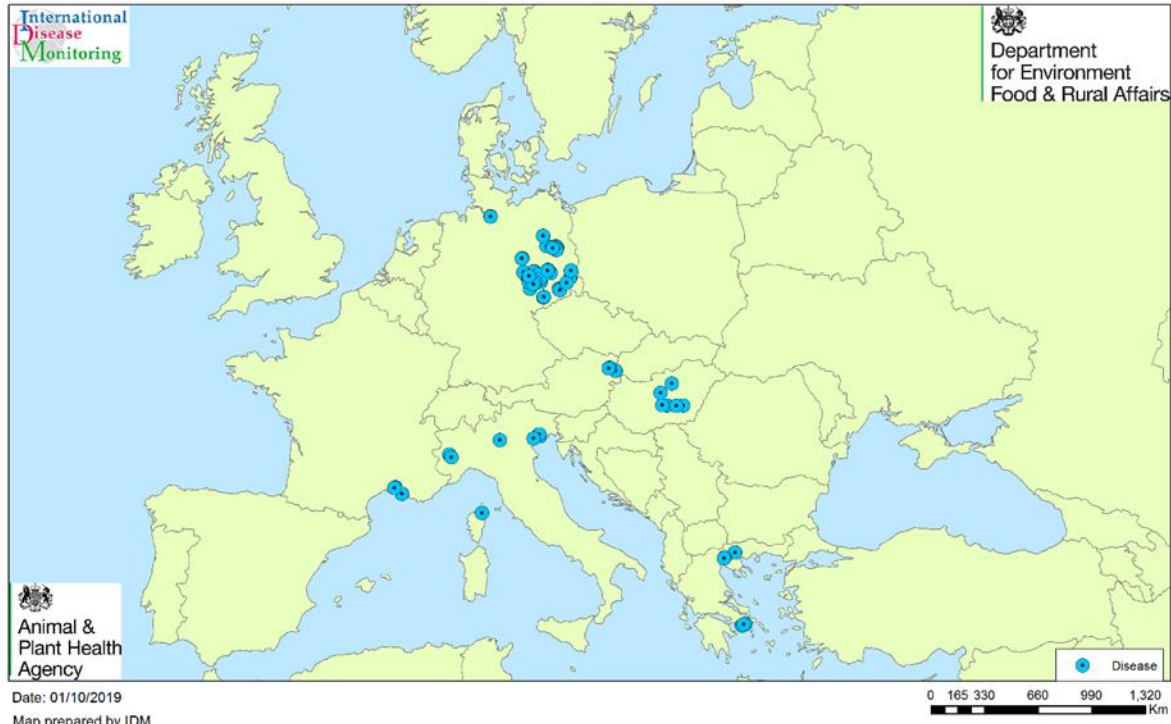 International
Disease
Monitoring
Department
for Environment
Food & Rural Affairs
Animal &
Plant Health
Agency
Disease
Date: 01/10/2019
0 165 330 660 990 1,320
Km
Map prepared by IDM